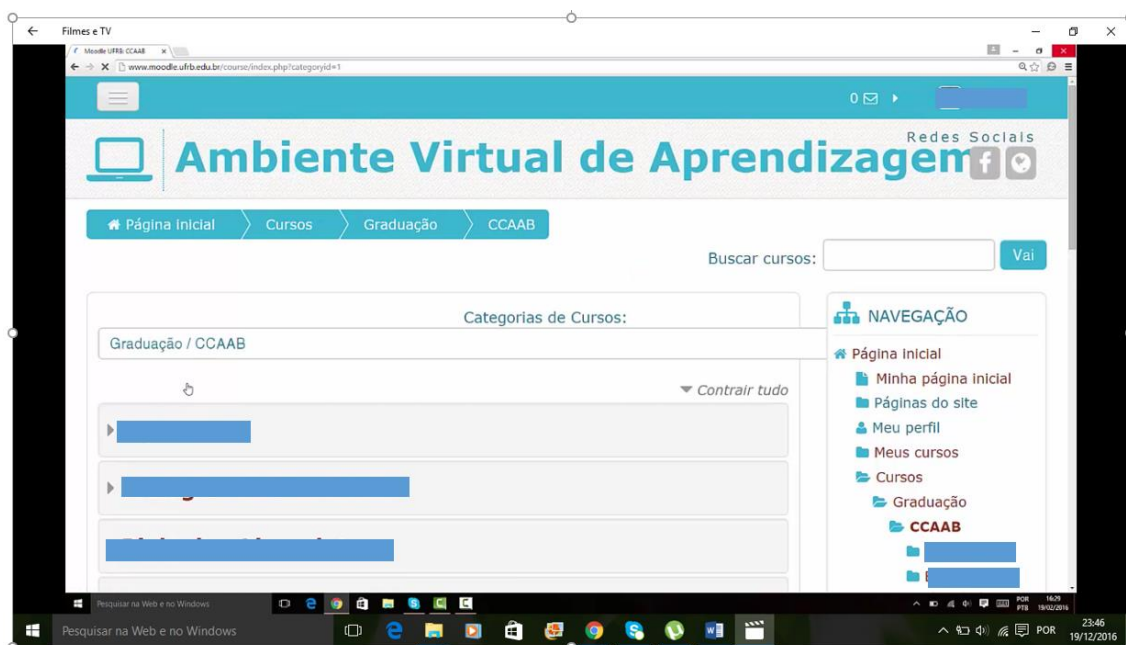 Filmes e TV
Moodle UFRB: CCAAB
www.moodle.ufrb.edu.br/course/index.php?categoryid=1
0
Redes Sociais
Ambiente Virtual de Aprendizagem
Página inicial Cursos Graduação CCAAB
Buscar cursos: Vai
Categorias de Cursos:
Graduação / CCAAB
Contrair tudo
NAVEGAÇÃO
Página inicial
Minha página inicial
Páginas do site
Meu perfil
Meus cursos
Cursos
Graduação
CCAAB
Pesquisar na Web e no Windows
POR 16:29
PTB 19/02/2016
Pesquisar na Web e no Windows
POR 23:46
19/12/2016